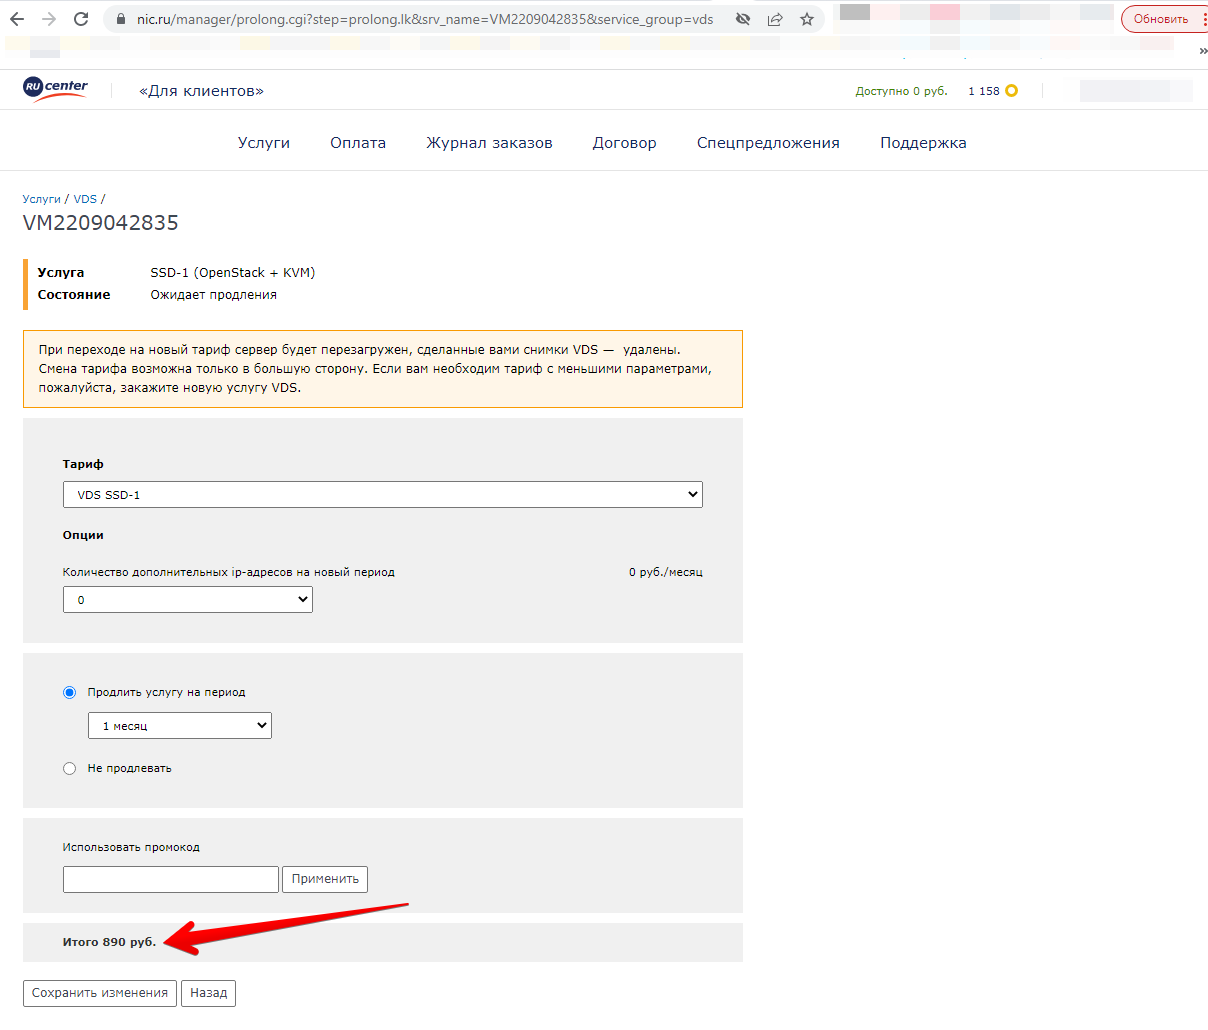 nic.ru/manager/prolong.cgi?step=prolong.lk&srv_name=VM2209042835&service_group=vds
Обновить
»
RU center
«Для клиентов»
Доступно 0 руб.
1 158
Услуги
Оплата
Журнал заказов
Договор
Спецпредложения
Поддержка
Услуги / VDS /
VM2209042835
Услуга SSD-1 (OpenStack + KVM)
Состояние Ожидает продления
При переходе на новый тариф сервер будет перезагружен, сделанные вами снимки VDS — удалены.
Смена тарифа возможна только в большую сторону. Если вам необходим тариф с меньшими параметрами,
пожалуйста, закажите новую услугу VDS.
Тариф
VDS SSD-1
Опции
Количество дополнительных ip-адресов на новый период 0 руб./месяц
0
Продлить услугу на период
1 месяц
Не продлевать
Использовать промокод
Применить
Итого 890 руб.
Сохранить изменения Назад